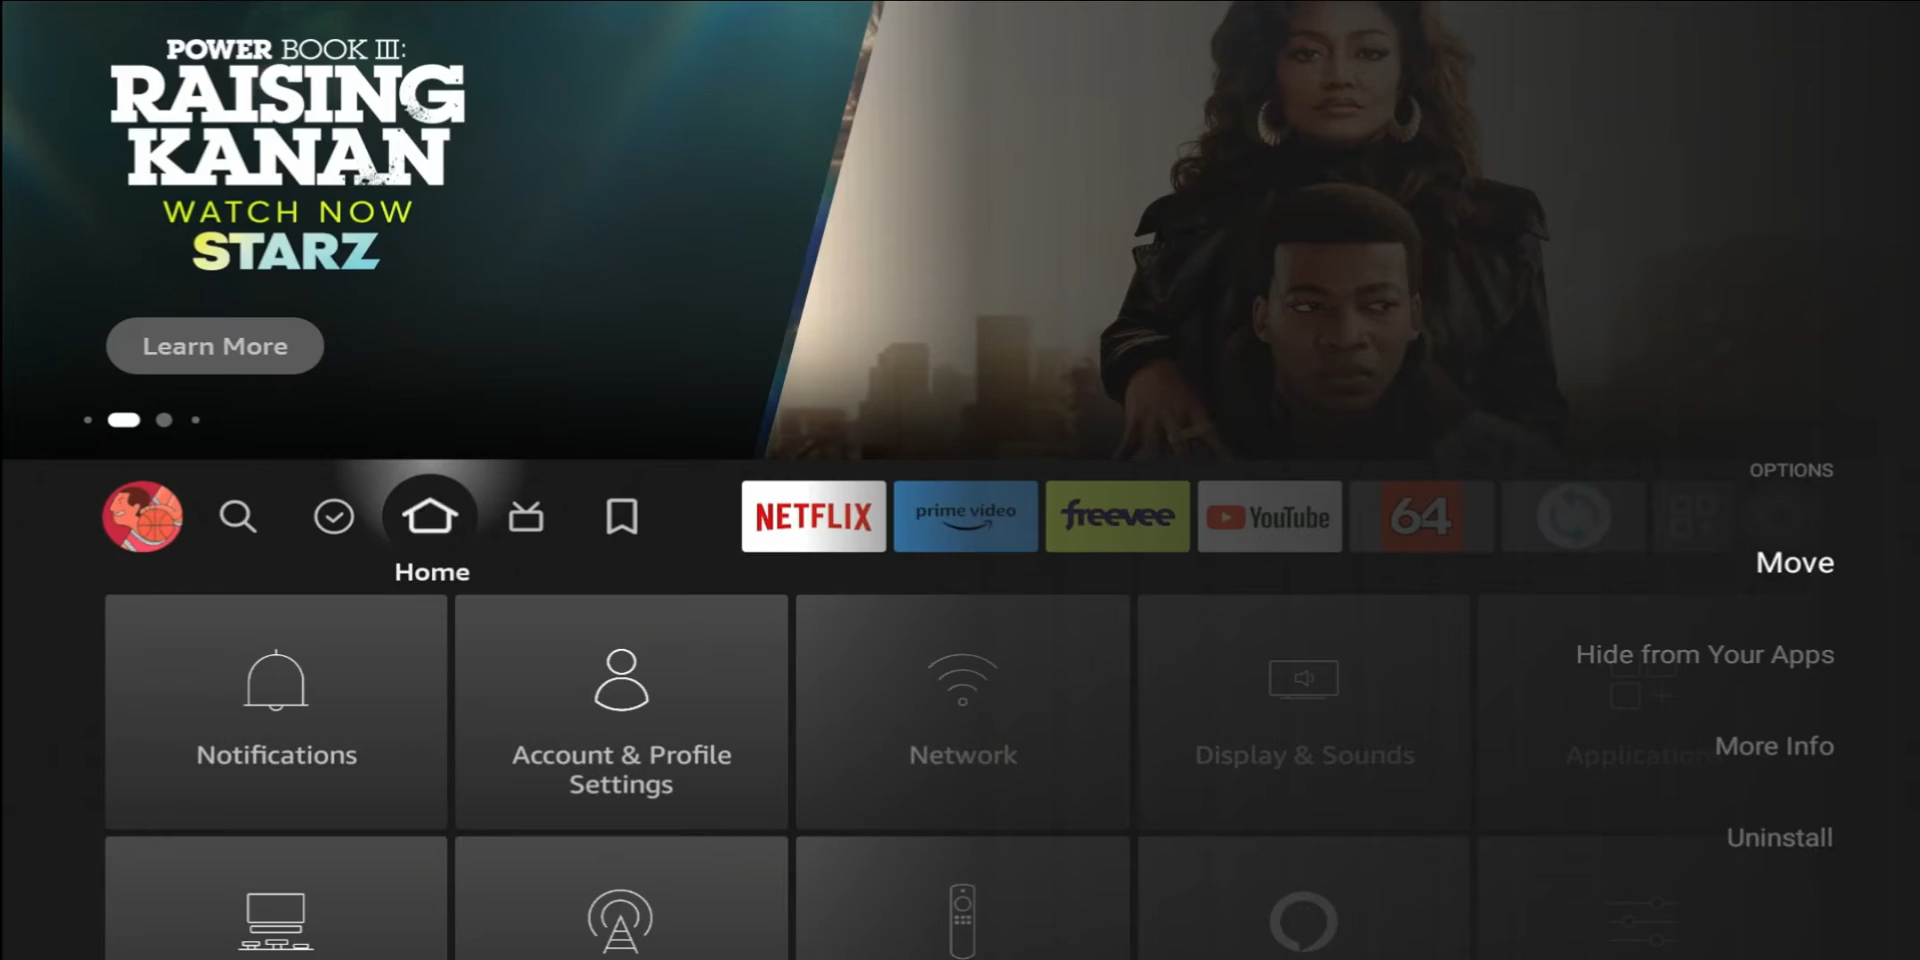 POWER BOOK III:
RAISING
KANAN
WATCH NOW
STARZ
Learn More
OPTIONS
NETFLIX
prime video
freevee
YouTube
64
Home
Move
Hide from Your Apps
Notifications
Account & Profile
Settings
Network
Display & Sounds
Applications
More Info
Uninstall